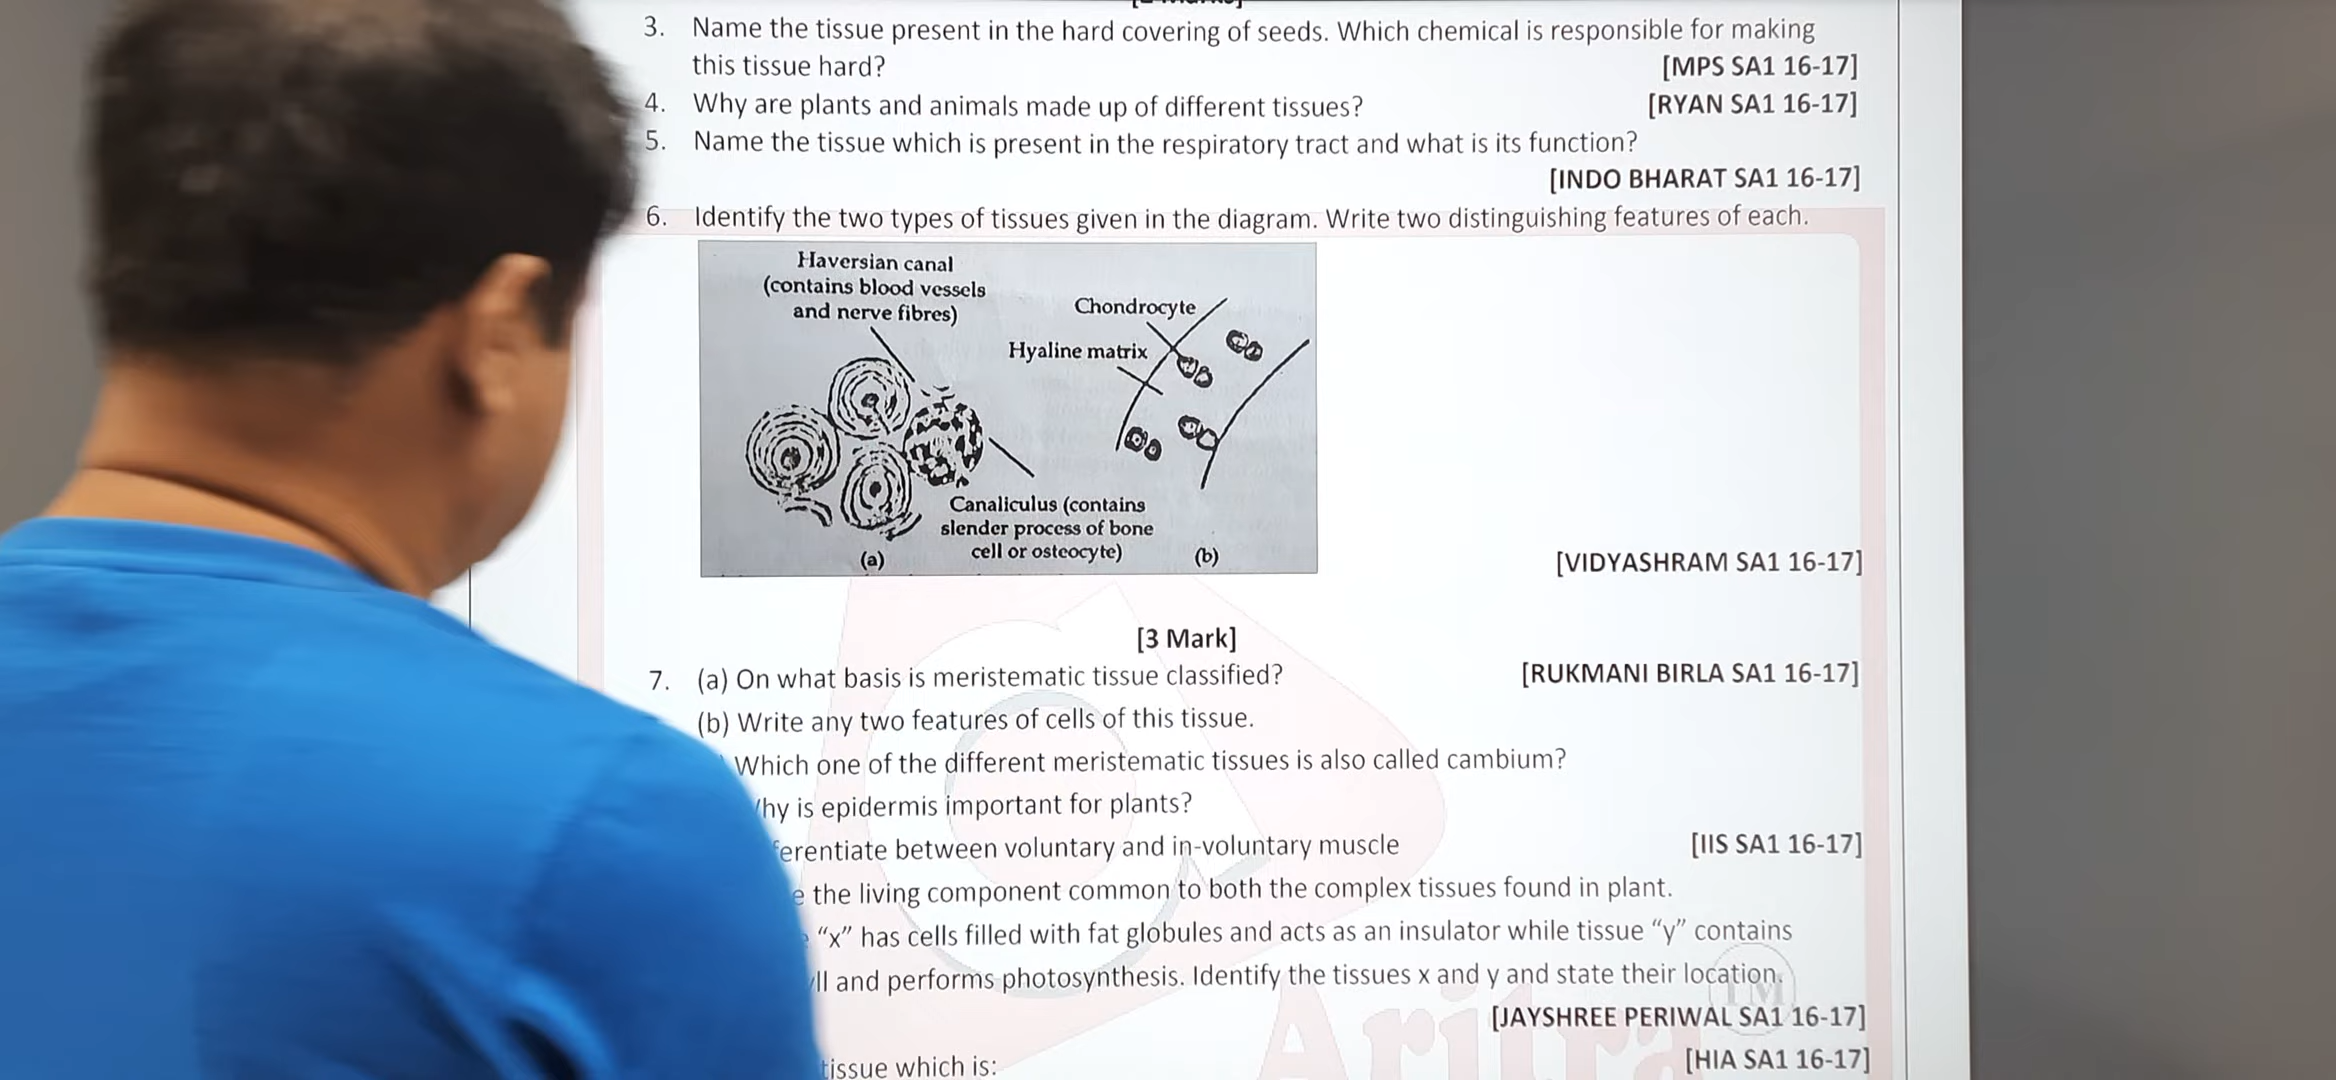 3. Name the tissue present in the hard covering of seeds. Which chemical is responsible for making
this tissue hard? [MPS SA1 16-17]
4. Why are plants and animals made up of different tissues? [RYAN SA1 16-17]
5. Name the tissue which is present in the respiratory tract and what is its function?
[INDO BHARAT SA1 16-17]
6. Identify the two types of tissues given in the diagram. Write two distinguishing features of each.
Haversian canal
(contains blood vessels
and nerve fibres)
Chondrocyte
Hyaline matrix
Canaliculus (contains
slender process of bone
cell or osteocyte)
(a)
(b)
[VIDYASHRAM SA1 16-17]
[3 Mark]
7. (a) On what basis is meristematic tissue classified? [RUKMANI BIRLA SA1 16-17]
(b) Write any two features of cells of this tissue.
Which one of the different meristematic tissues is also called cambium?
is epidermis important for plants?
between voluntary and in-voluntary muscle [IIS SA1 16-17]
the living component common to both the complex tissues found in plant.
“x” has cells filled with fat globules and acts as an insulator while tissue “y” contains
and performs photosynthesis. Identify the tissues x and y and state their location.
[JAYSHREE PERIWAL SA1 16-17]
tissue which is: [HIA SA1 16-17]
TM